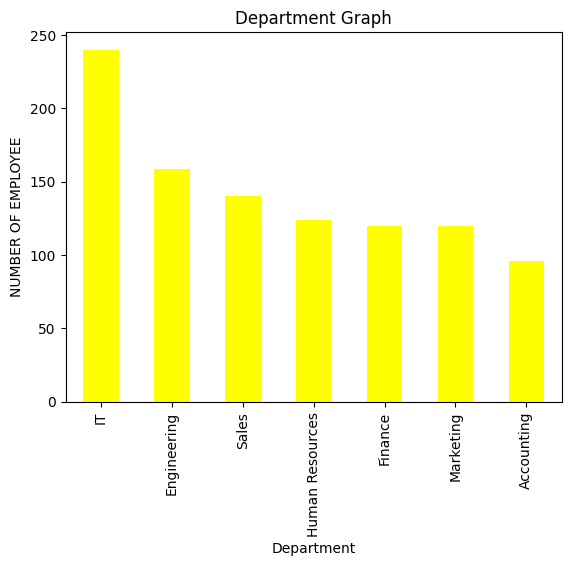 Department Graph
NUMBER OF EMPLOYEE
250
200
150
100
50
0
IT
Engineering
Sales
Human Resources
Finance
Marketing
Accounting
Department